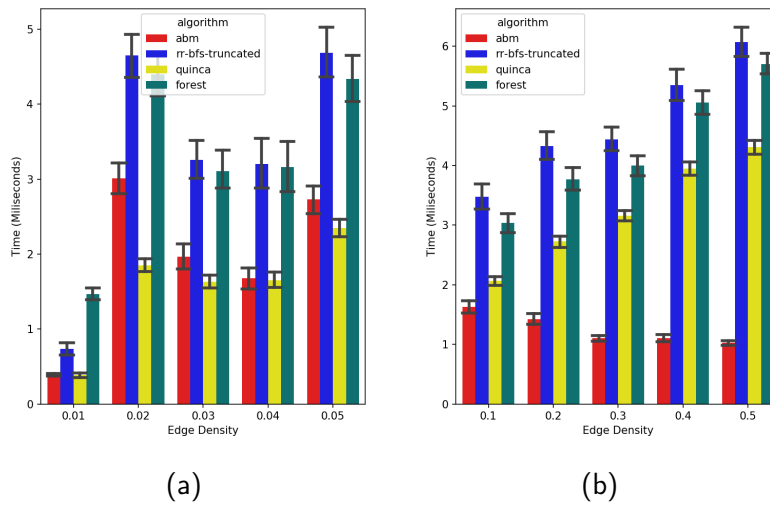 algorithm
abm
rr-bfs-truncated
quinca
forest
Time (Miliseconds)
5
4
3
2
1
0
0.01 0.02 0.03 0.04 0.05
Edge Density
(a)
algorithm
abm
rr-bfs-truncated
quinca
forest
Time (Miliseconds)
6
5
4
3
2
1
0
0.1 0.2 0.3 0.4 0.5
Edge Density
(b)